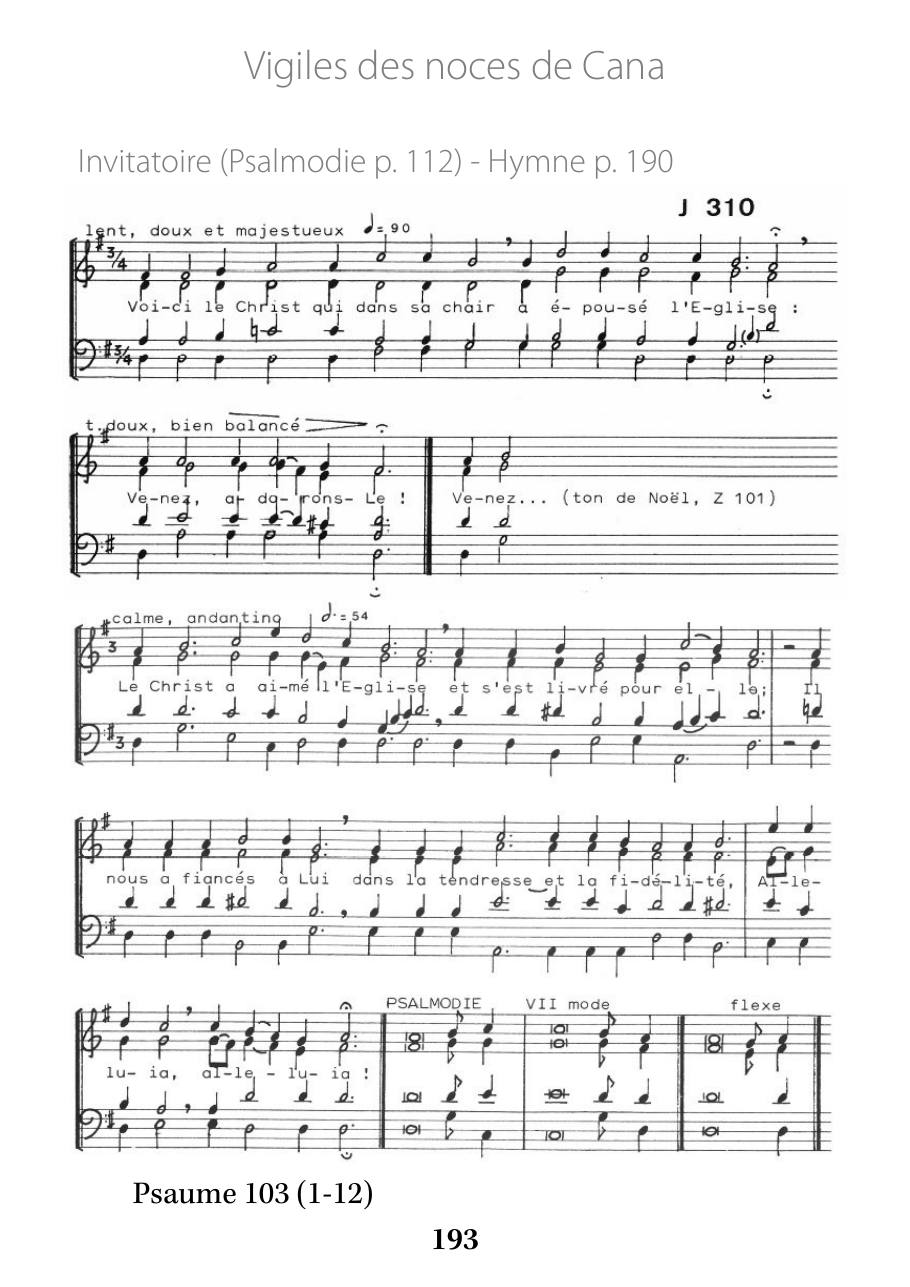 Vigiles des noces de Cana
Invitatoire (Psalmodie p. 112) - Hymne p. 190
J 310
lent, doux et majestueux ♩=90
Voi-ci le Christ qui dans sa chair a é- pou-sé l'E-gli-se :
t.doux, bien balancé
Ve-nez, a- do- rons- Le ! Ve-nez... (ton de Noël, Z 101)
calme, andantino 𝅗𝅥.=54
Le Christ a ai-mé l'E-gli-se et s'est li-vré pour el - le; Il
nous a fiancés à Lui dans la tendresse et la fi-dé-li-té, Al-le-
PSALMODIE VII mode flexe
lu- ia, al-le - lu- ia !
Psaume 103 (1-12)
193